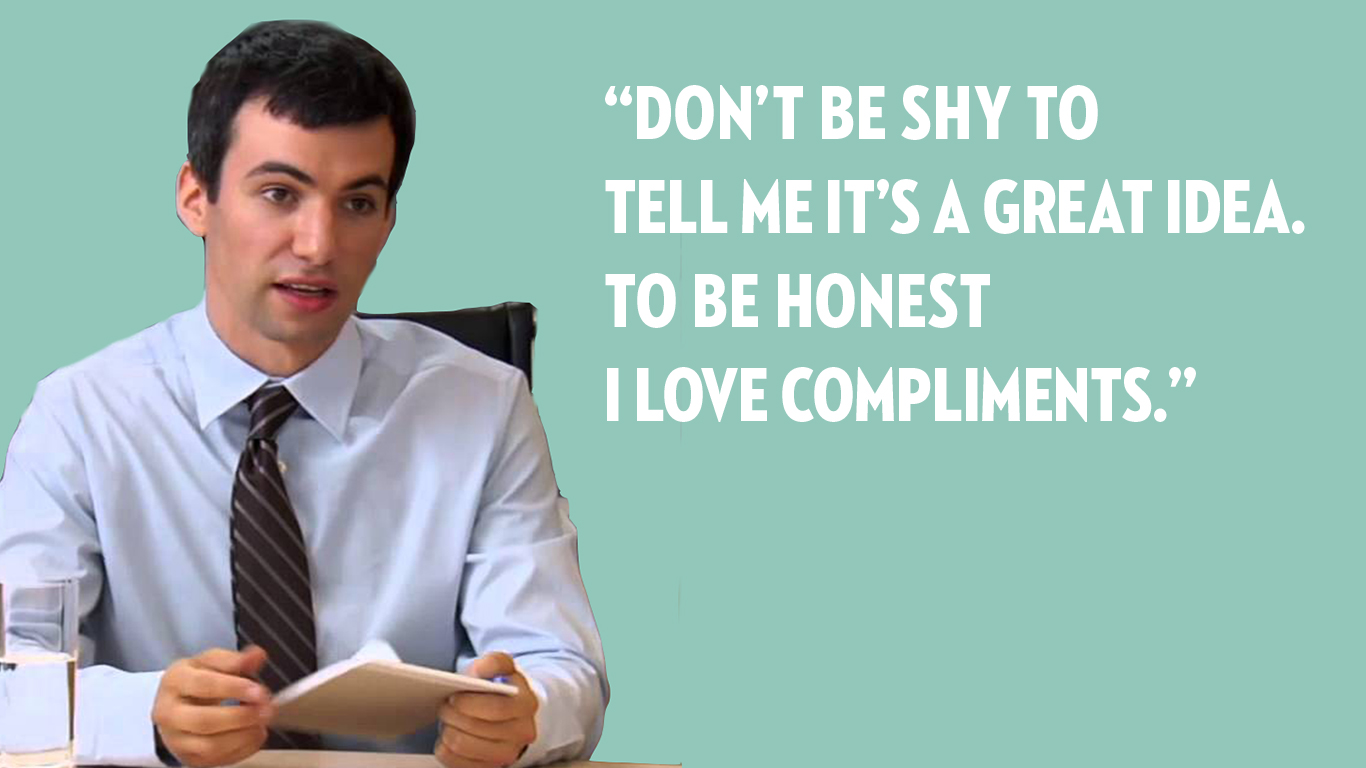 “DON’T BE SHY TO
TELL ME IT’S A GREAT IDEA.
TO BE HONEST
I LOVE COMPLIMENTS.”